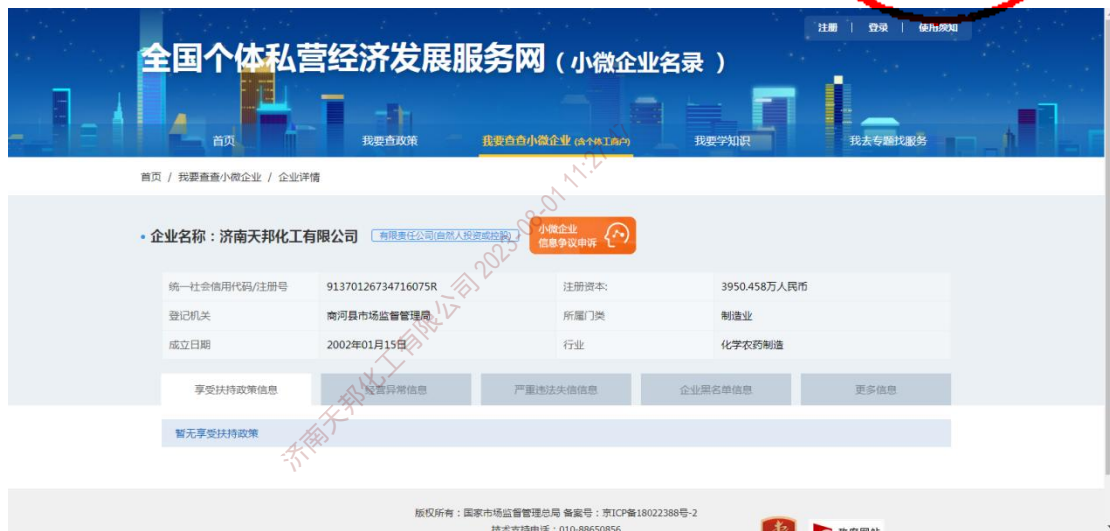 注册 | 登录 | 使用须知
全国个体私营经济发展服务网（小微企业名录 ）
首页 我要查政策 我要查查小微企业 (含个体工商户) 我要学知识 我去专题找服务
首页 / 我要查查小微企业 / 企业详情
• 企业名称：济南天邦化工有限公司 有限责任公司(自然人投资或控股)
小微企业
信息争议申诉
统一社会信用代码/注册号 91370126734716075R 注册资本: 3950.458万人民币
登记机关 商河县市场监督管理局 所属门类 制造业
成立日期 2002年01月15日 行业 化学农药制造
享受扶持政策信息 经营异常信息 严重违法失信信息 企业黑名单信息 更多信息
暂无享受扶持政策
济南天邦化工有限公司 2023-08-01 11:27:47
版权所有：国家市场监督管理总局 备案号：京ICP备18022388号-2
技术支持电话：010-88650856
政府网站